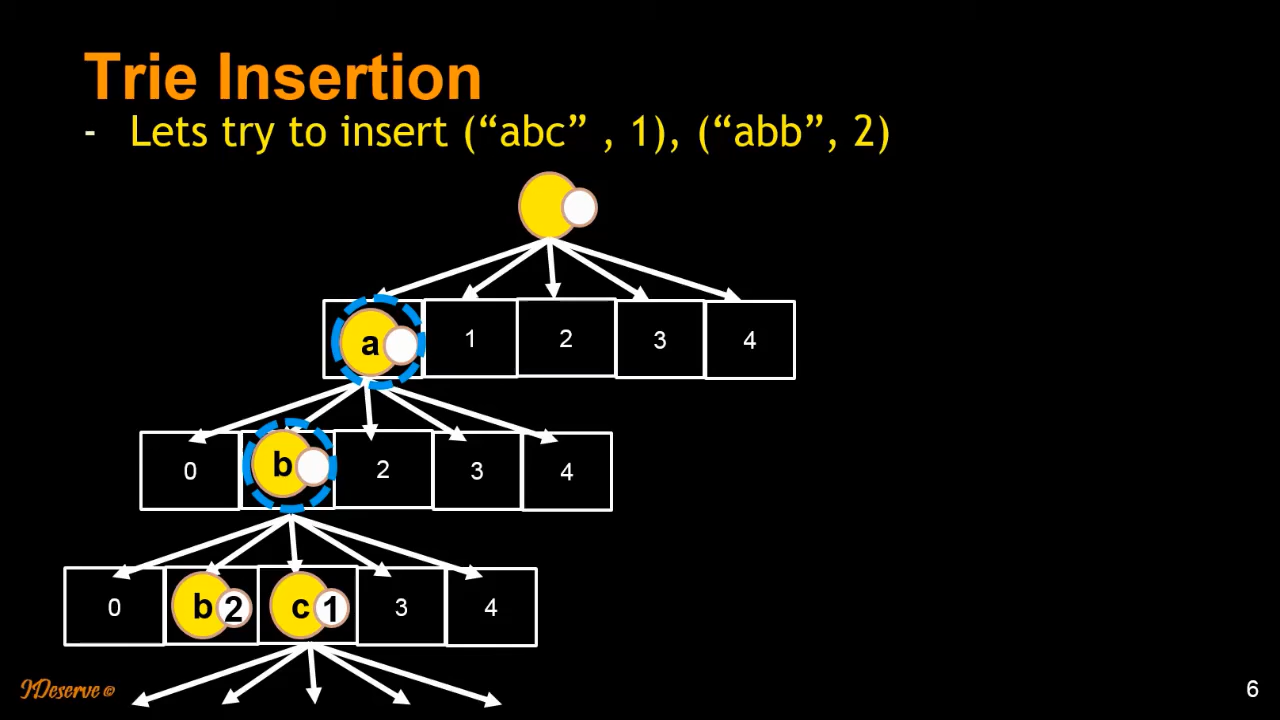 Trie Insertion
- Lets try to insert (“abc” , 1), (“abb”, 2)
a 1 2 3 4
0 b 2 3 4
0 b 2 c 1 3 4
JDeserve © 6